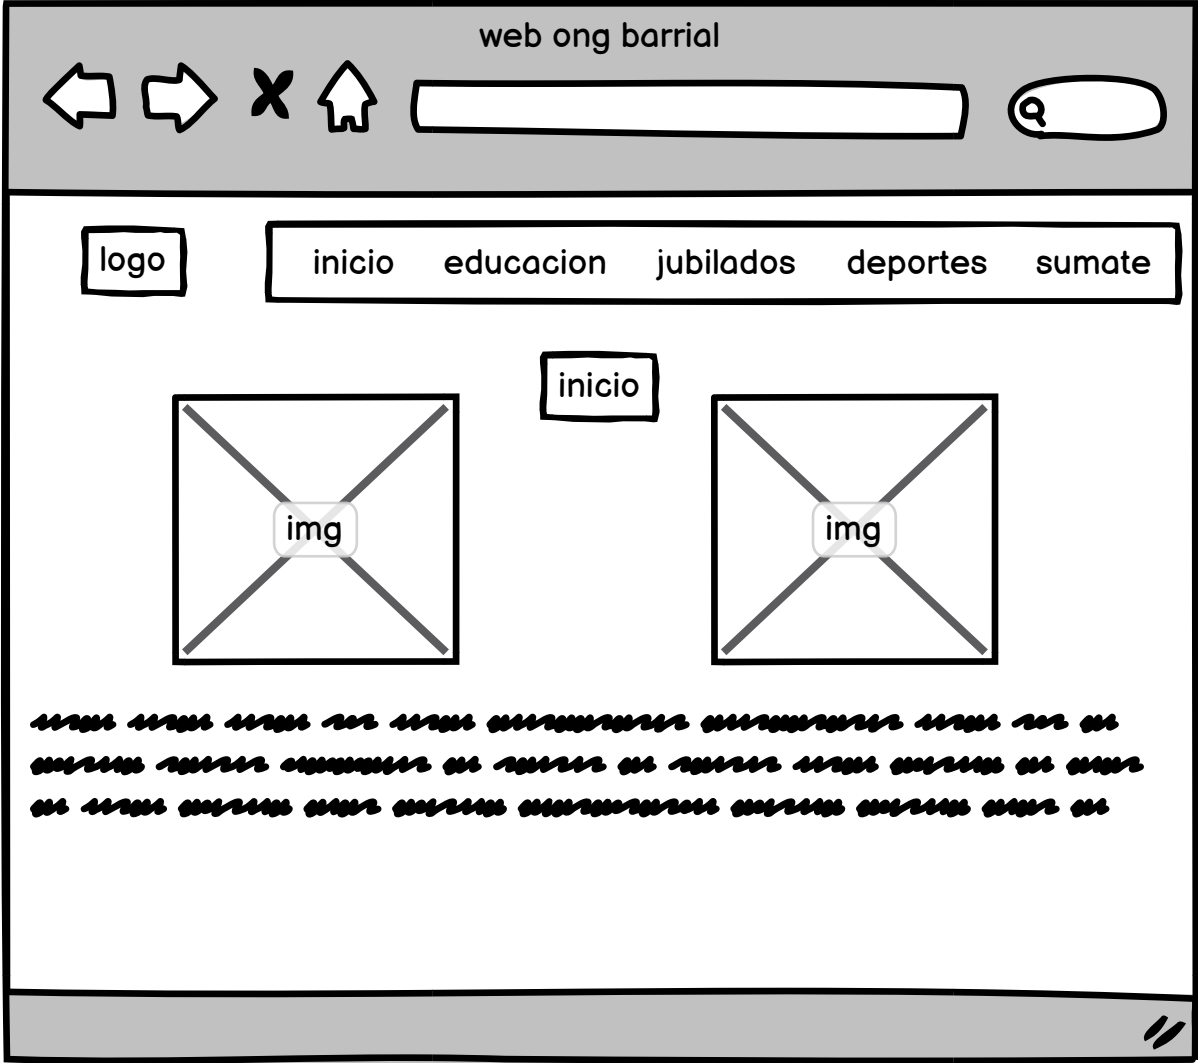 web ong barrial
logo
inicio educacion jubilados deportes sumate
inicio
img
img